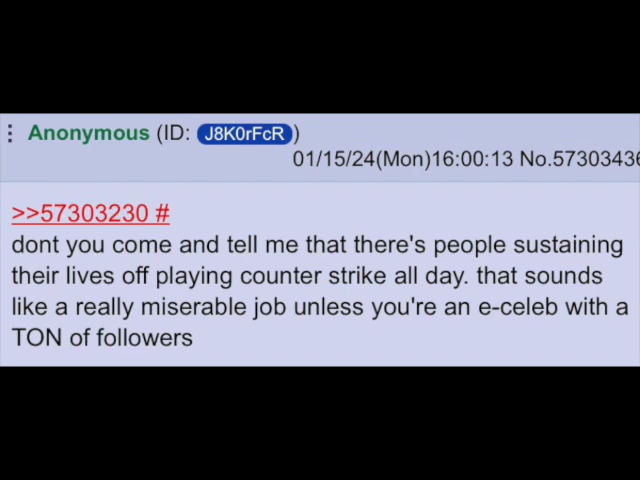 Anonymous (ID: J8K0rFcR)
01/15/24(Mon)16:00:13 No.57303436
>>57303230 #
dont you come and tell me that there's people sustaining
their lives off playing counter strike all day. that sounds
like a really miserable job unless you're an e-celeb with a
TON of followers